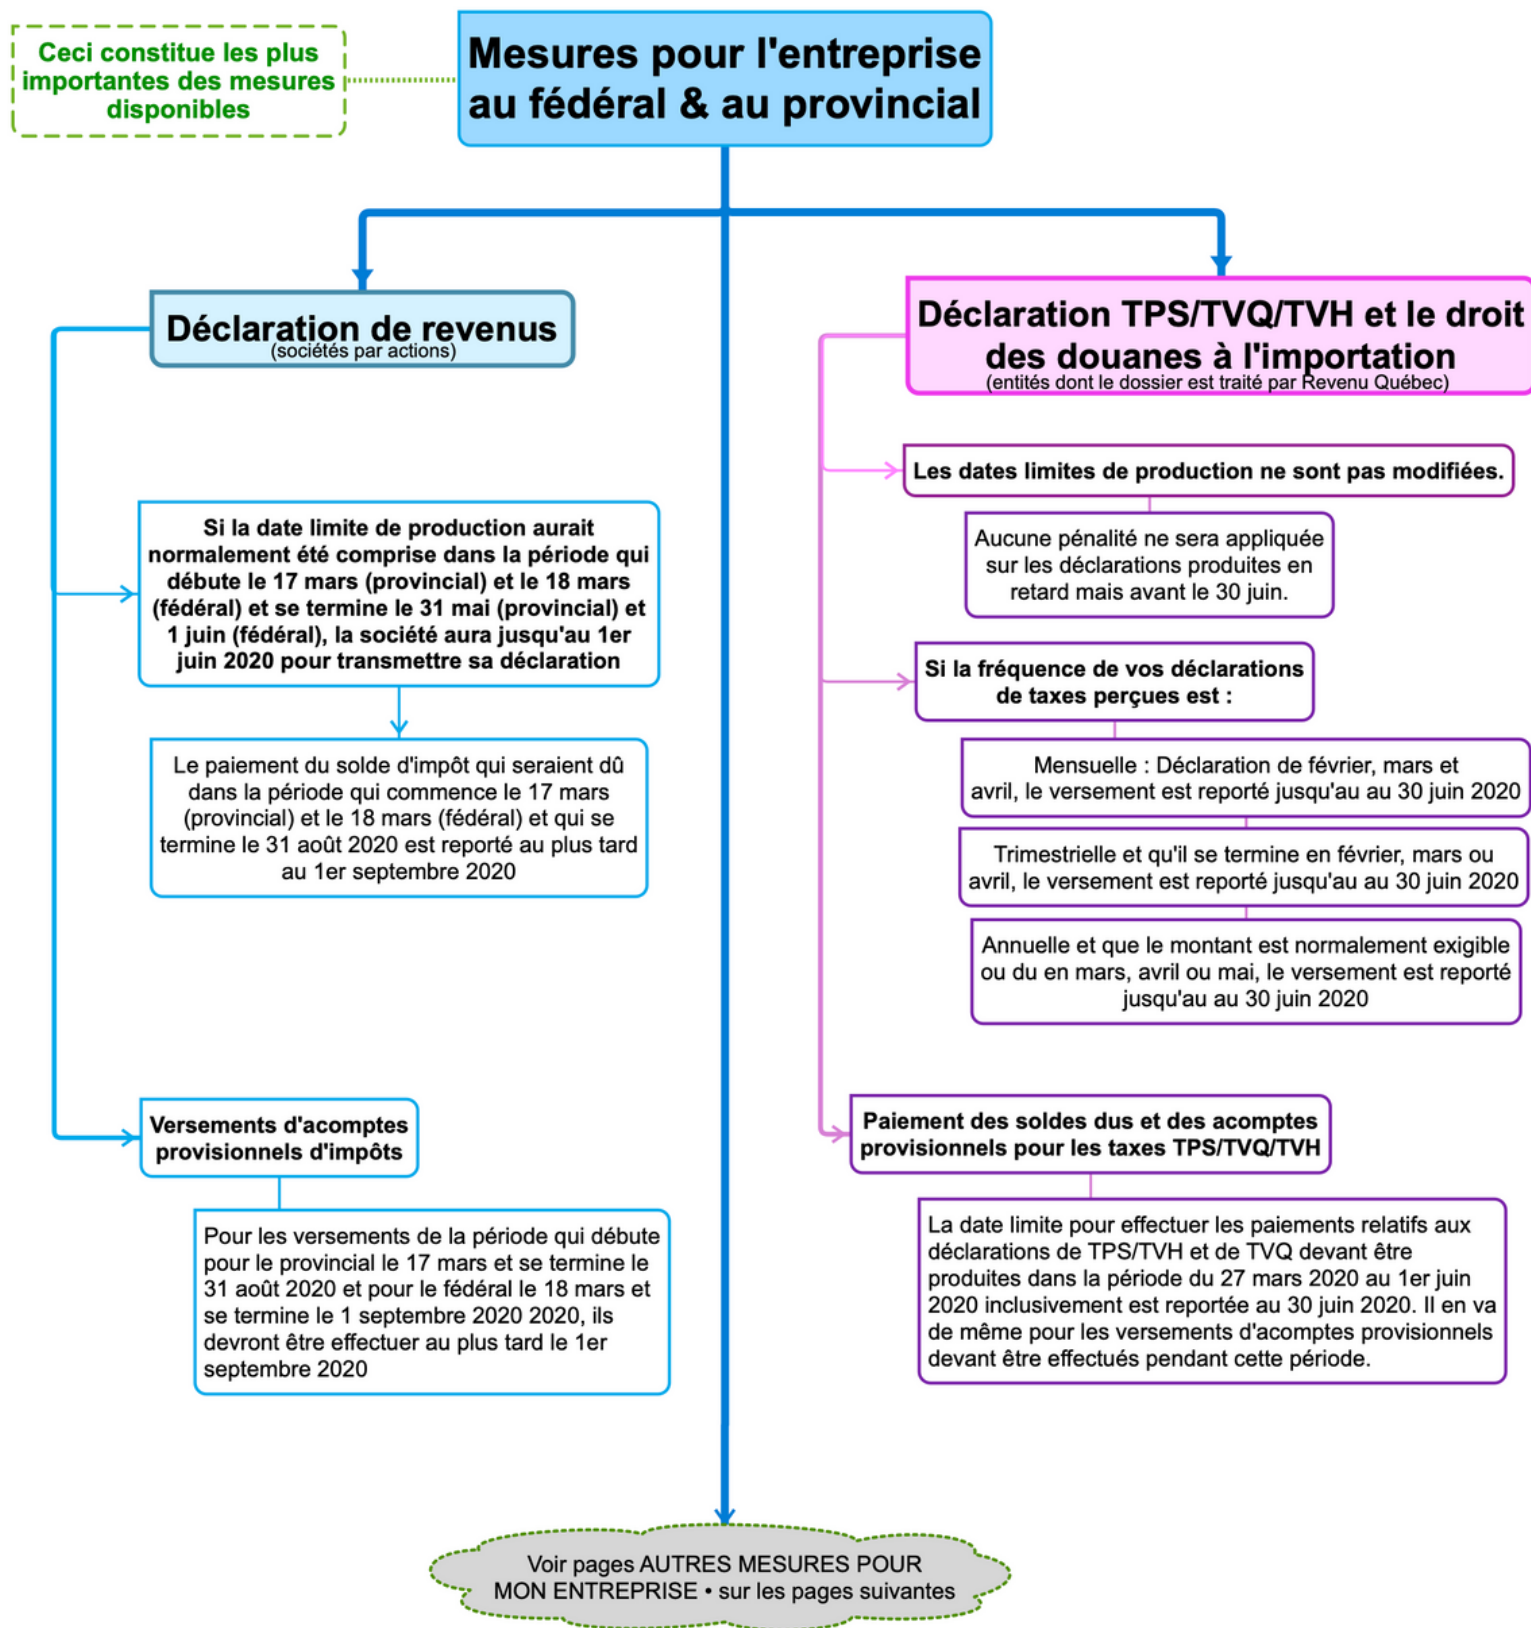 Ceci constitue les plus
importantes des mesures
disponibles
Mesures pour l'entreprise
au fédéral & au provincial
Déclaration de revenus
(sociétés par actions)
Si la date limite de production aurait
normalement été comprise dans la période qui
débute le 17 mars (provincial) et le 18 mars
(fédéral) et se termine le 31 mai (provincial) et
1 juin (fédéral), la société aura jusqu'au 1er
juin 2020 pour transmettre sa déclaration
Le paiement du solde d'impôt qui seraient dû
dans la période qui commence le 17 mars
(provincial) et le 18 mars (fédéral) et qui se
termine le 31 août 2020 est reporté au plus tard
au 1er septembre 2020
Versements d'acomptes
provisionnels d'impôts
Pour les versements de la période qui débute
pour le provincial le 17 mars et se termine le
31 août 2020 et pour le fédéral le 18 mars et
se termine le 1 septembre 2020 2020, ils
devront être effectuer au plus tard le 1er
septembre 2020
Déclaration TPS/TVQ/TVH et le droit
des douanes à l'importation
(entités dont le dossier est traité par Revenu Québec)
Les dates limites de production ne sont pas modifiées.
Aucune pénalité ne sera appliquée
sur les déclarations produites en
retard mais avant le 30 juin.
Si la fréquence de vos déclarations
de taxes perçues est :
Mensuelle : Déclaration de février, mars et
avril, le versement est reporté jusqu'au au 30 juin 2020
Trimestrielle et qu'il se termine en février, mars ou
avril, le versement est reporté jusqu'au au 30 juin 2020
Annuelle et que le montant est normalement exigible
ou du en mars, avril ou mai, le versement est reporté
jusqu'au au 30 juin 2020
Paiement des soldes dus et des acomptes
provisionnels pour les taxes TPS/TVQ/TVH
La date limite pour effectuer les paiements relatifs aux
déclarations de TPS/TVH et de TVQ devant être
produites dans la période du 27 mars 2020 au 1er juin
2020 inclusivement est reportée au 30 juin 2020. Il en va
de même pour les versements d'acomptes provisionnels
devant être effectués pendant cette période.
Voir pages AUTRES MESURES POUR
MON ENTREPRISE • sur les pages suivantes